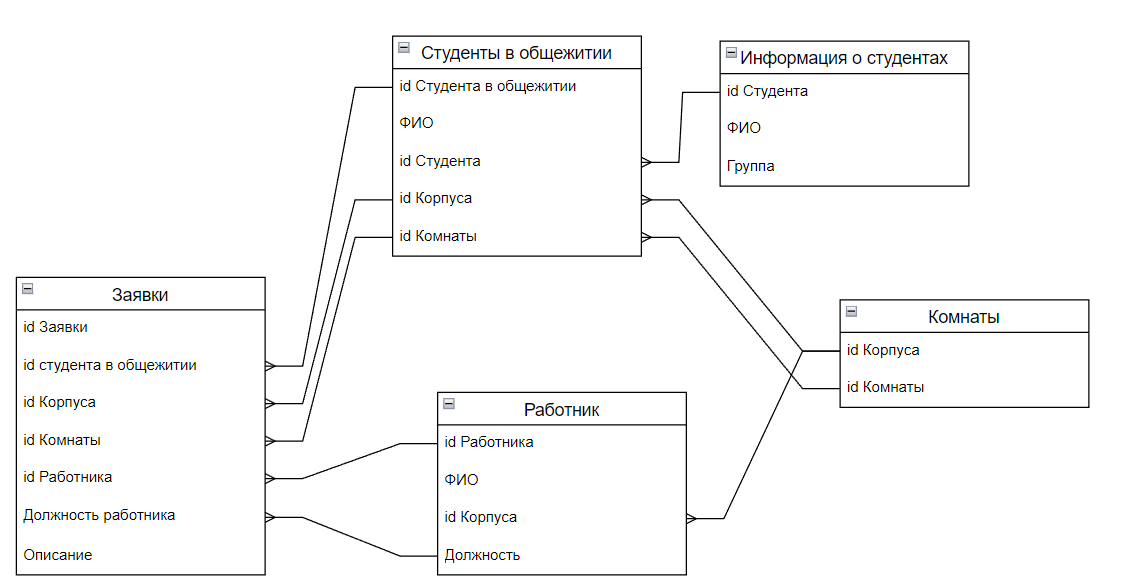 Студенты в общежитии
id Студента в общежитии
ФИО
id Студента
id Корпуса
id Комнаты
Информация о студентах
id Студента
ФИО
Группа
Заявки
id Заявки
id студента в общежитии
id Корпуса
id Комнаты
id Работника
Должность работника
Описание
Работник
id Работника
ФИО
id Корпуса
Должность
Комнаты
id Корпуса
id Комнаты